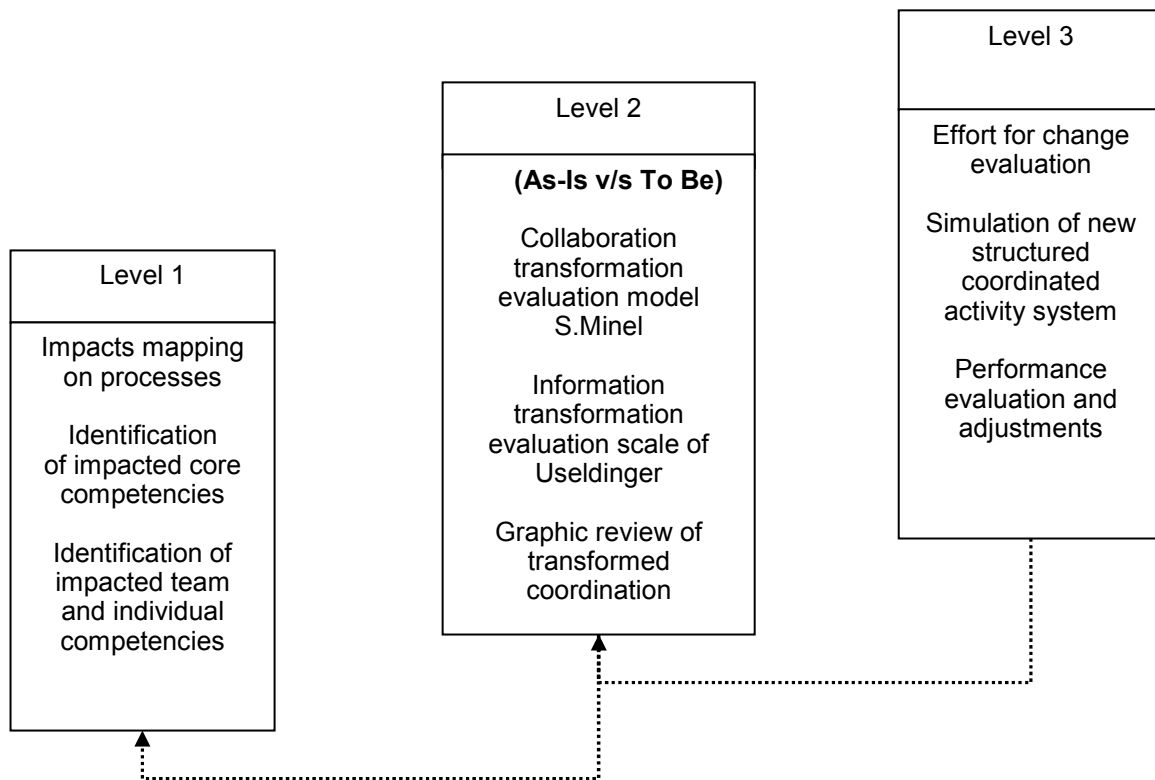 Level 1
Impacts mapping
on processes
Identification
of impacted core
competencies
Identification of
impacted team
and individual
competencies
Level 2
(As-Is v/s To Be)
Collaboration
transformation
evaluation model
S.Minel
Information
transformation
evaluation scale of
Useldinger
Graphic review of
transformed
coordination
Level 3
Effort for change
evaluation
Simulation of new
structured
coordinated
activity system
Performance
evaluation and
adjustments